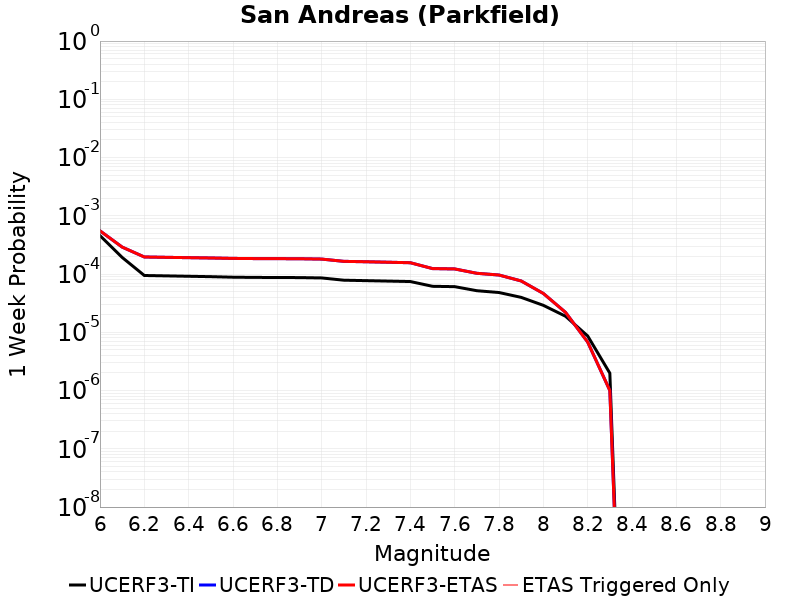 San Andreas (Parkfield)
10^0
10^-1
10^-2
10^-3
10^-4
10^-5
10^-6
10^-7
10^-8
1 Week Probability
6 6.2 6.4 6.6 6.8 7 7.2 7.4 7.6 7.8 8 8.2 8.4 8.6 8.8 9
Magnitude
UCERF3-TI UCERF3-TD UCERF3-ETAS ETAS Triggered Only